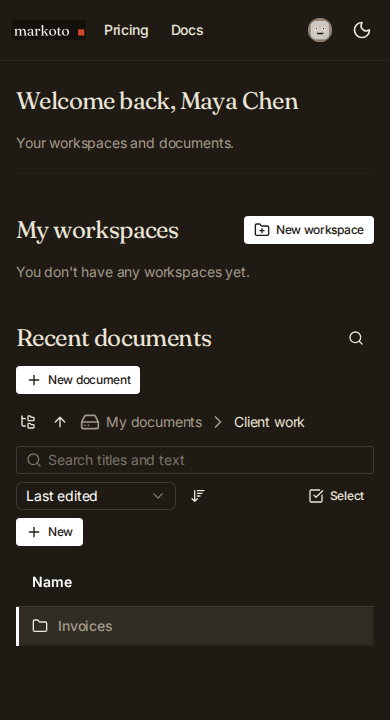 markoto
Pricing
Docs
Welcome back, Maya Chen
Your workspaces and documents.
My workspaces
New workspace
You don't have any workspaces yet.
Recent documents
New document
My documents
Client work
Search titles and text
Last edited
Select
New
Name
Invoices